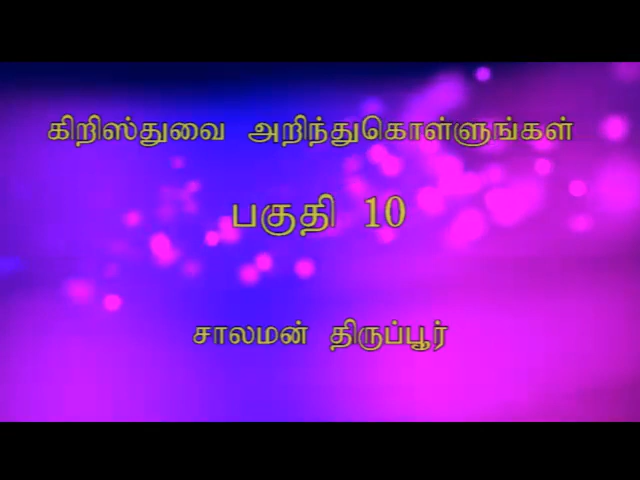 கிறிஸ்துவை அறிந்துகொள்ளுங்கள்
பகுதி 10
சாலமன் திருப்பூர்